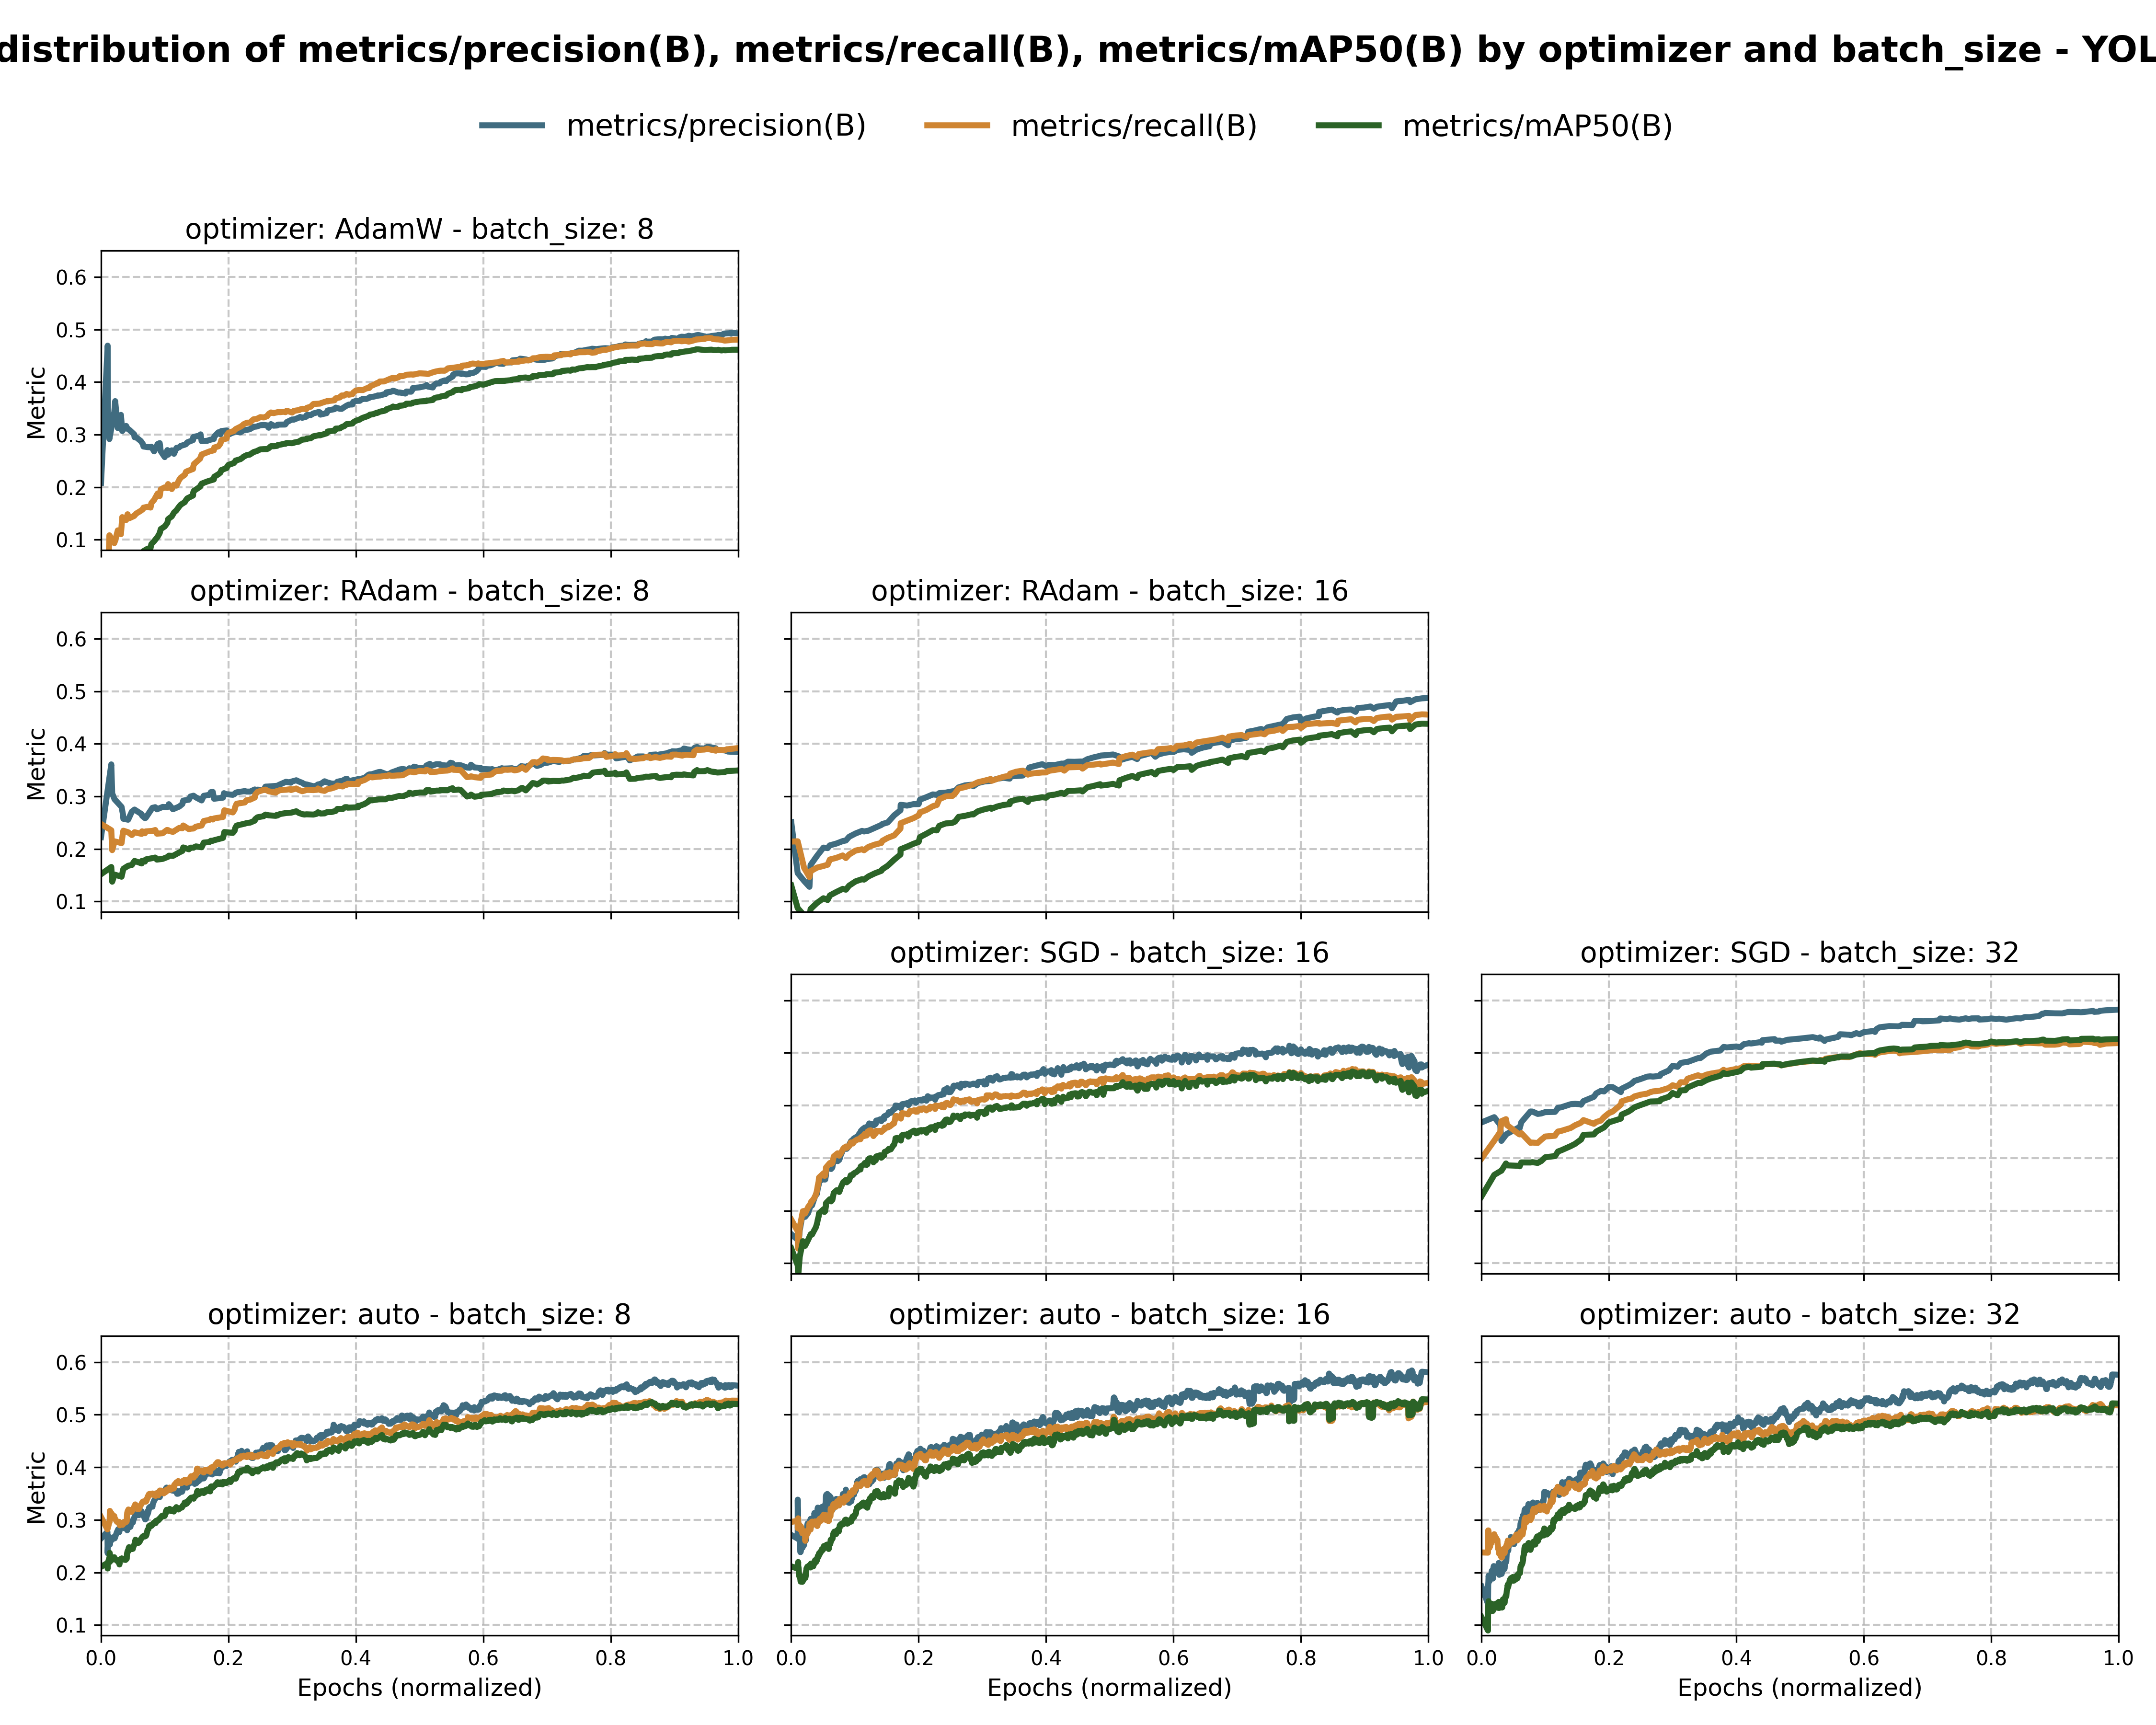 distribution of metrics/precision(B), metrics/recall(B), metrics/mAP50(B) by optimizer and batch_size - YOL
metrics/precision(B) metrics/recall(B) metrics/mAP50(B)
optimizer: AdamW - batch_size: 8
0.6
0.5
0.4
0.3
0.2
0.1
Metric
optimizer: RAdam - batch_size: 8
0.6
0.5
0.4
0.3
0.2
0.1
Metric
optimizer: RAdam - batch_size: 16
optimizer: SGD - batch_size: 16
optimizer: SGD - batch_size: 32
optimizer: auto - batch_size: 8
0.6
0.5
0.4
0.3
0.2
0.1
Metric
0.0 0.2 0.4 0.6 0.8 1.0
Epochs (normalized)
optimizer: auto - batch_size: 16
0.0 0.2 0.4 0.6 0.8 1.0
Epochs (normalized)
optimizer: auto - batch_size: 32
0.0 0.2 0.4 0.6 0.8 1.0
Epochs (normalized)